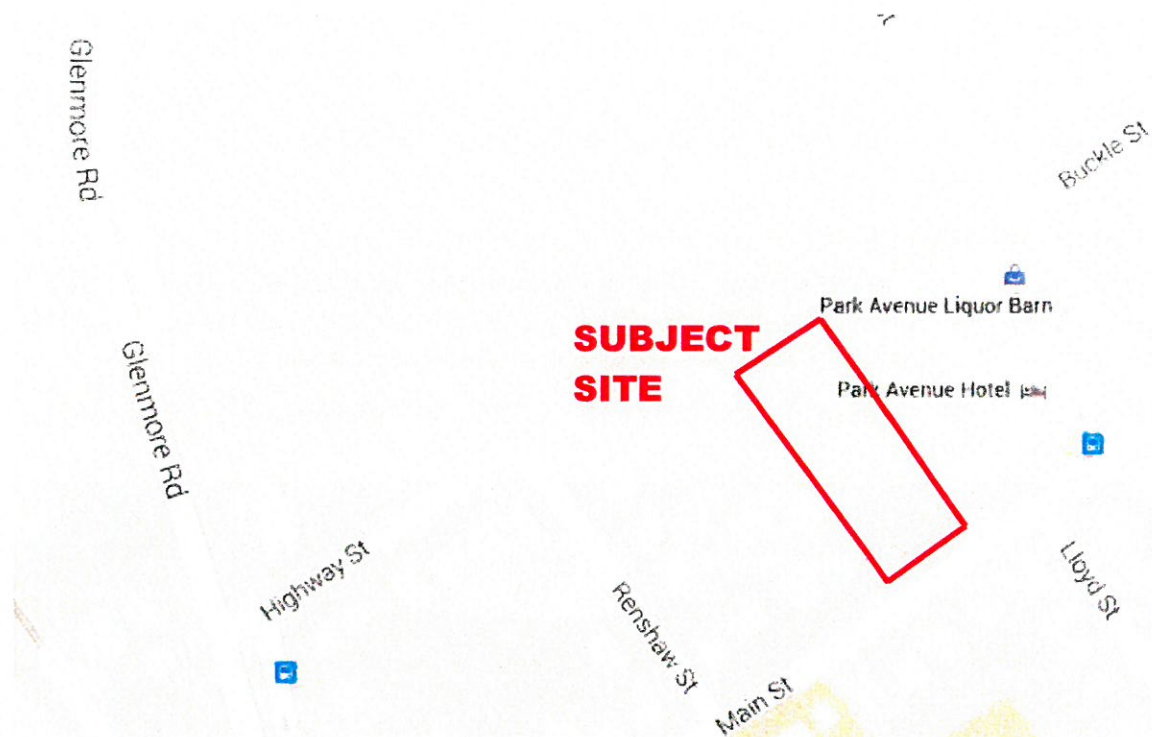 Glenmore Rd
Buckle St
Park Avenue Liquor Barn
SUBJECT
SITE
Park Avenue Hotel
Glenmore Rd
Highway St
Lloyd St
Renshaw St
Main St